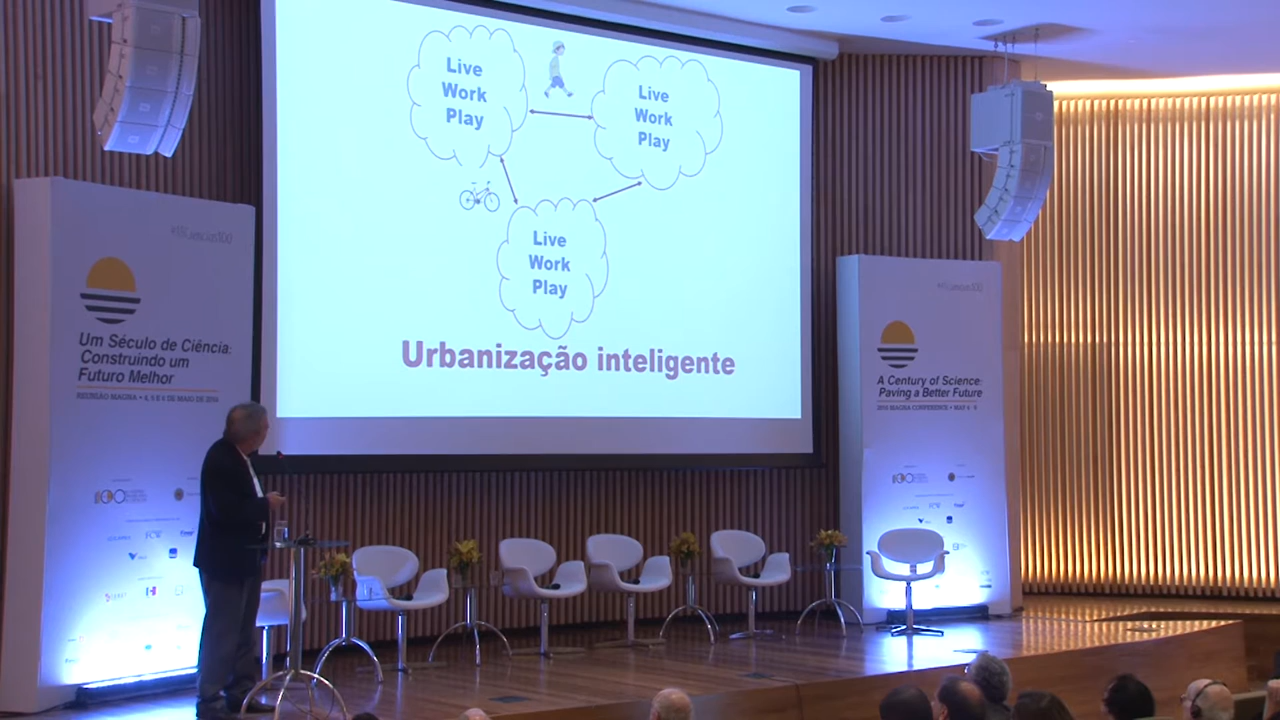 Live
Work
Play
Live
Work
Play
Live
Work
Play
Urbanização inteligente
Um Século de Ciência:
Construindo um
Futuro Melhor
REUNIÃO MAGNA • 4, 5 E 6 DE MAIO DE 2016
A Century of Science:
Paving a Better Future
2016 MAGNA CONFERENCE • MAY 4 - 6